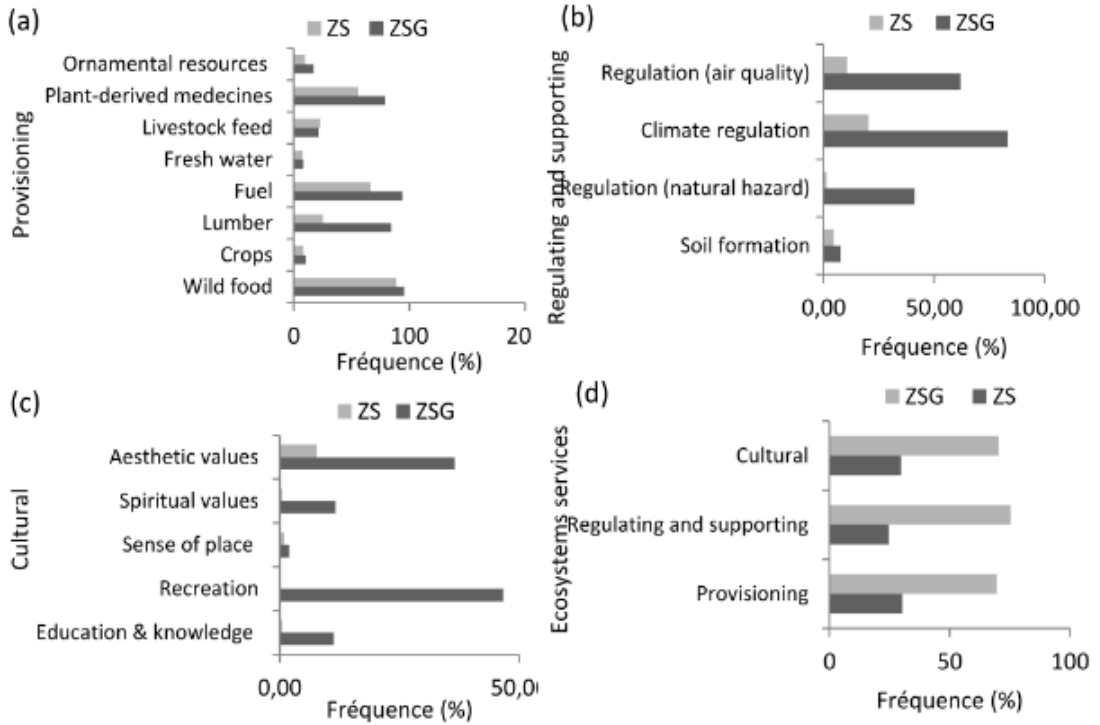 (a)
ZS ZSG
Provisioning
Ornamental resources
Plant-derived medecines
Livestock feed
Fresh water
Fuel
Lumber
Crops
Wild food
0 100 20
Fréquence (%)
(b)
ZS ZSG
Regulating and supporting
Regulation (air quality)
Climate regulation
Regulation (natural hazard)
Soil formation
0,00 50,00 100,00
Fréquence (%)
(c)
ZS ZSG
Cultural
Aesthetic values
Spiritual values
Sense of place
Recreation
Education & knowledge
0,00 50,0
Fréquence (%)
(d)
ZSG ZS
Ecosystems services
Cultural
Regulating and supporting
Provisioning
0 50 100
Fréquence (%)